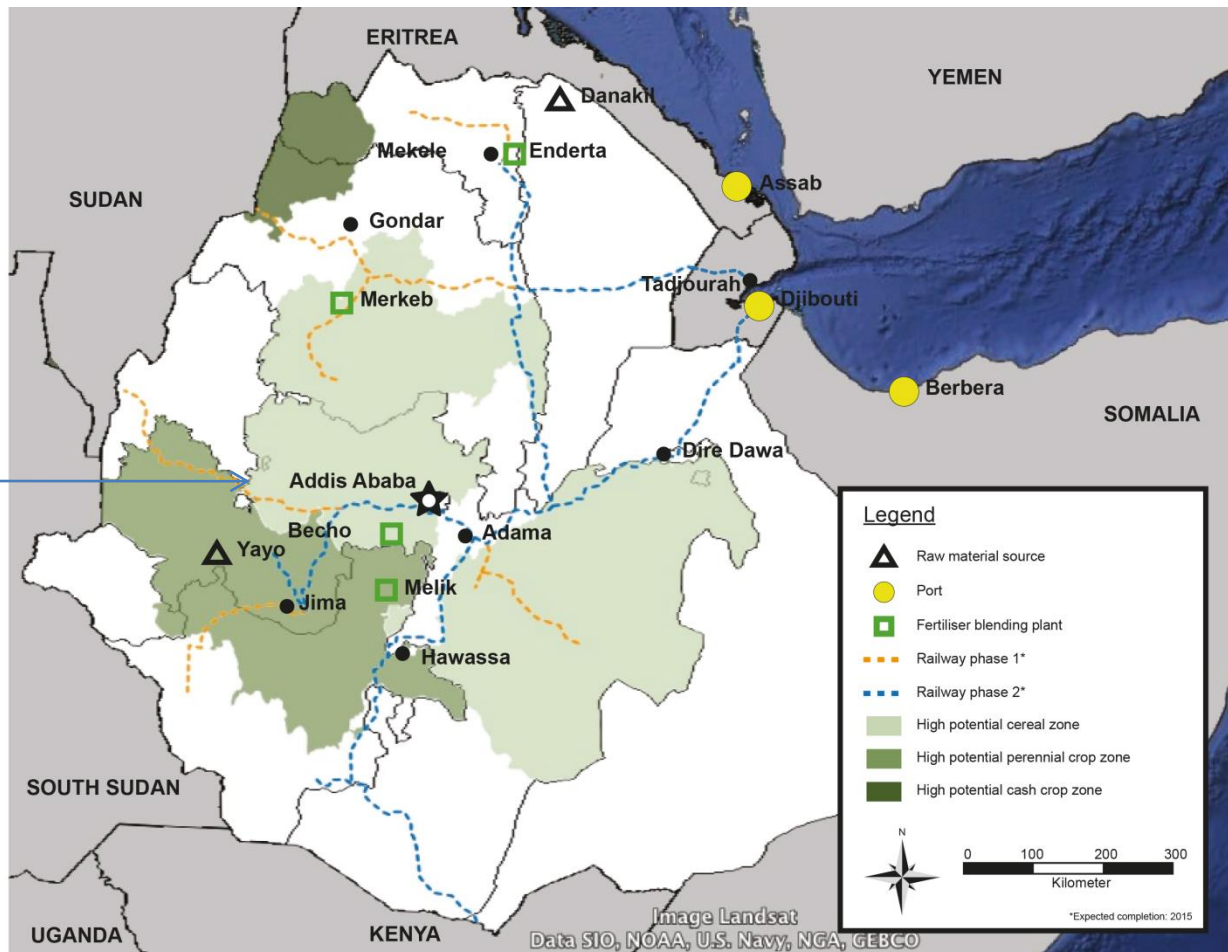 ERITREA
YEMEN
Danakil
Mekele
Enderta
SUDAN
Assab
Gondar
Tadjourah
Djibouti
Merkeb
Berbera
SOMALIA
Dire Dawa
Addis Ababa
Becho
Adama
Yayo
Melik
Jima
Hawassa
SOUTH SUDAN
UGANDA
KENYA
Image Landsat
Data SIO, NOAA, U.S. Navy, NGA, GEBCO
Legend
Raw material source
Port
Fertiliser blending plant
Railway phase 1*
Railway phase 2*
High potential cereal zone
High potential perennial crop zone
High potential cash crop zone
N
0 100 200 300
Kilometer
*Expected completion: 2015